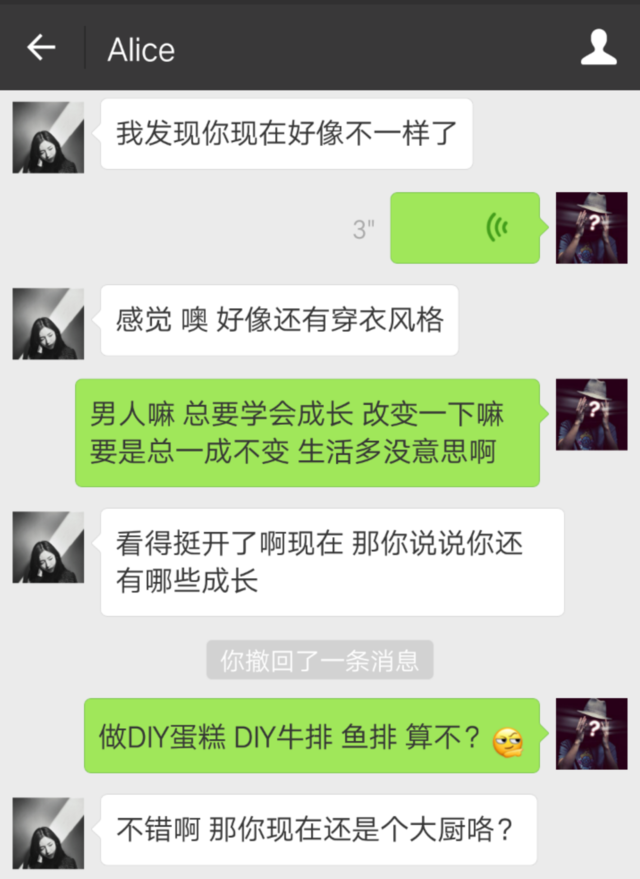 Alice
我发现你现在好像不一样了
3"
感觉 噢 好像还有穿衣风格
男人嘛 总要学会成长 改变一下嘛
要是总一成不变 生活多没意思啊
看得挺开了啊现在 那你说说你还
有哪些成长
你撤回了一条消息
做DIY蛋糕 DIY牛排 鱼排 算不?
不错啊 那你现在还是个大厨咯?